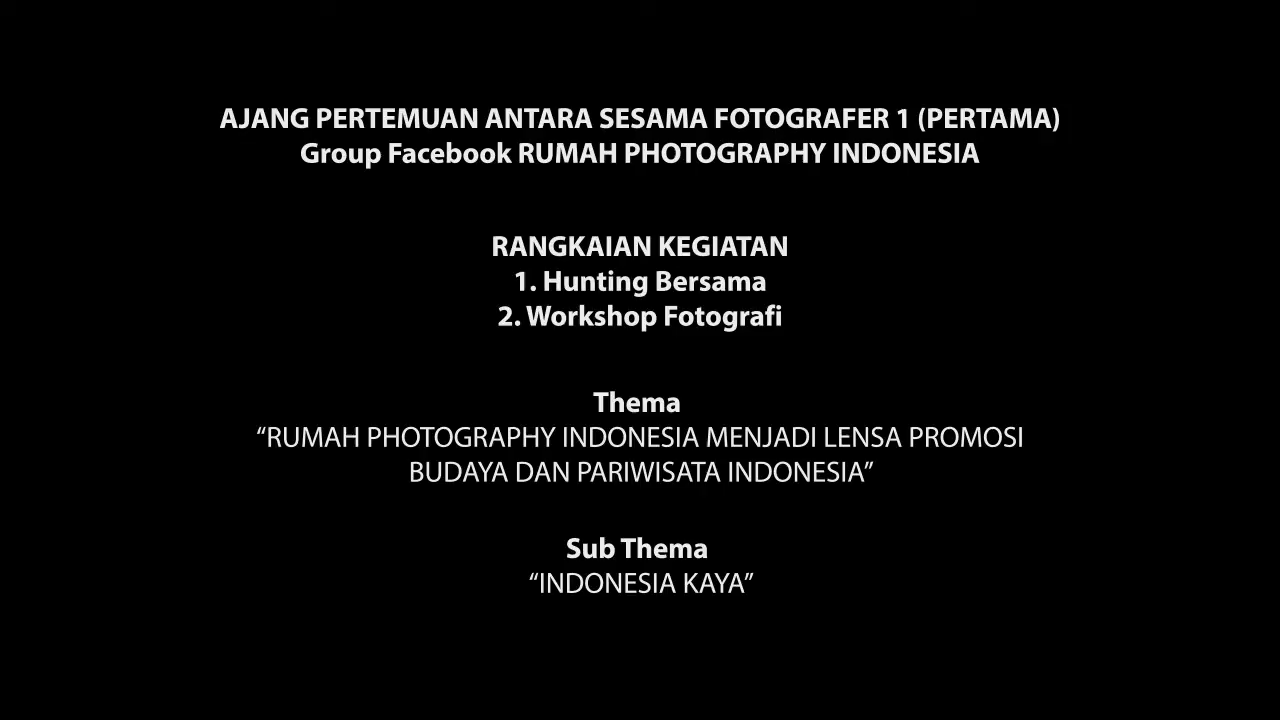 AJANG PERTEMUAN ANTARA SESAMA FOTOGRAFER 1 (PERTAMA)
Group Facebook RUMAH PHOTOGRAPHY INDONESIA
RANGKAIAN KEGIATAN
1. Hunting Bersama
2. Workshop Fotografi
Thema
“RUMAH PHOTOGRAPHY INDONESIA MENJADI LENSA PROMOSI
BUDAYA DAN PARIWISATA INDONESIA”
Sub Thema
“INDONESIA KAYA”